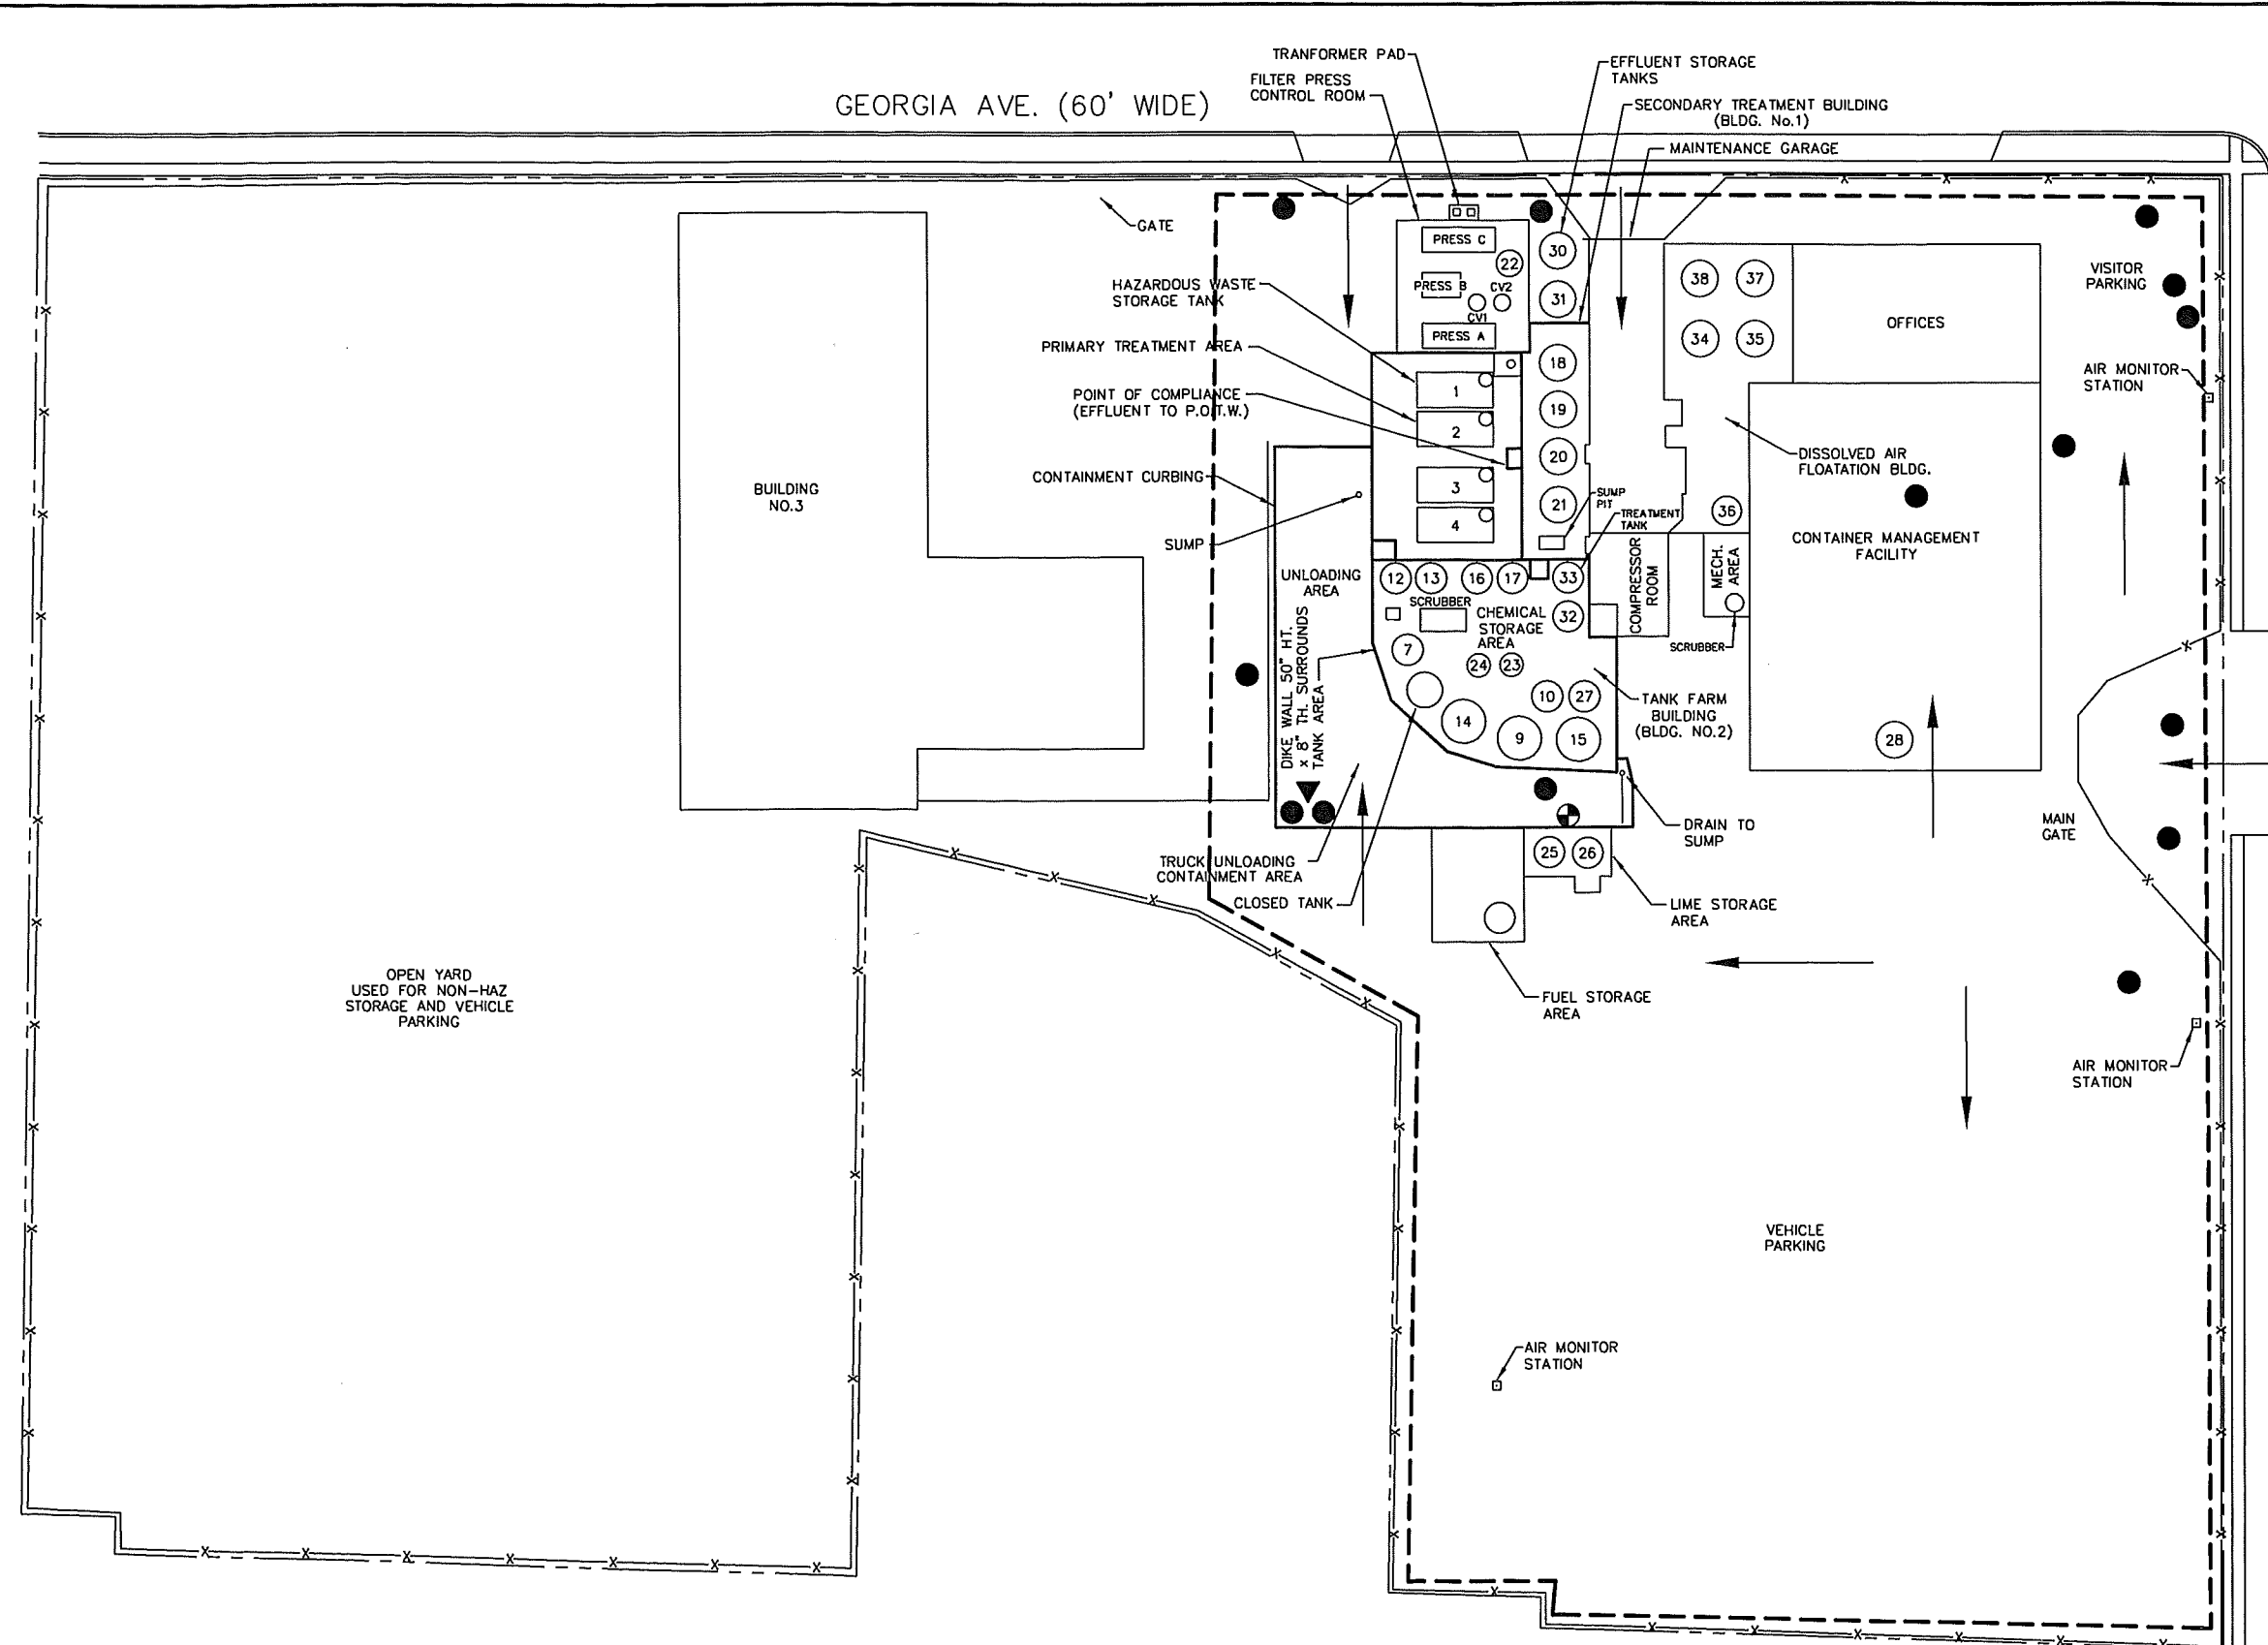 TRANFORMER PAD
FILTER PRESS
CONTROL ROOM
EFFLUENT STORAGE
TANKS
GEORGIA AVE. (60' WIDE)
SECONDARY TREATMENT BUILDING
(BLDG. No.1)
MAINTENANCE GARAGE
GATE
PRESS C
22
30
PRESS B
CV2
CV1
31
PRESS A
38
37
34
35
OFFICES
VISITOR
PARKING
HAZARDOUS WASTE
STORAGE TANK
PRIMARY TREATMENT AREA
POINT OF COMPLIANCE
(EFFLUENT TO P.O.T.W.)
CONTAINMENT CURBING
SUMP
1
2
3
4
18
19
20
21
SUMP
PIT
TREATMENT
TANK
AIR MONITOR
STATION
DISSOLVED AIR
FLOATATION BLDG.
36
CONTAINER MANAGEMENT
FACILITY
BUILDING
NO.3
UNLOADING
AREA
12
13
16
17
33
SCRUBBER
CHEMICAL
STORAGE
AREA
32
COMPRESSOR
ROOM
MECH.
AREA
SCRUBBER
7
24
23
10
27
14
9
15
DIKE WALL 50" HT.
x 8" TH. SURROUNDS
TANK AREA
TANK FARM
BUILDING
(BLDG. NO.2)
28
MAIN
GATE
DRAIN TO
SUMP
TRUCK UNLOADING
CONTAINMENT AREA
25
26
CLOSED TANK
LIME STORAGE
AREA
FUEL STORAGE
AREA
OPEN YARD
USED FOR NON-HAZ
STORAGE AND VEHICLE
PARKING
AIR MONITOR
STATION
VEHICLE
PARKING
AIR MONITOR
STATION